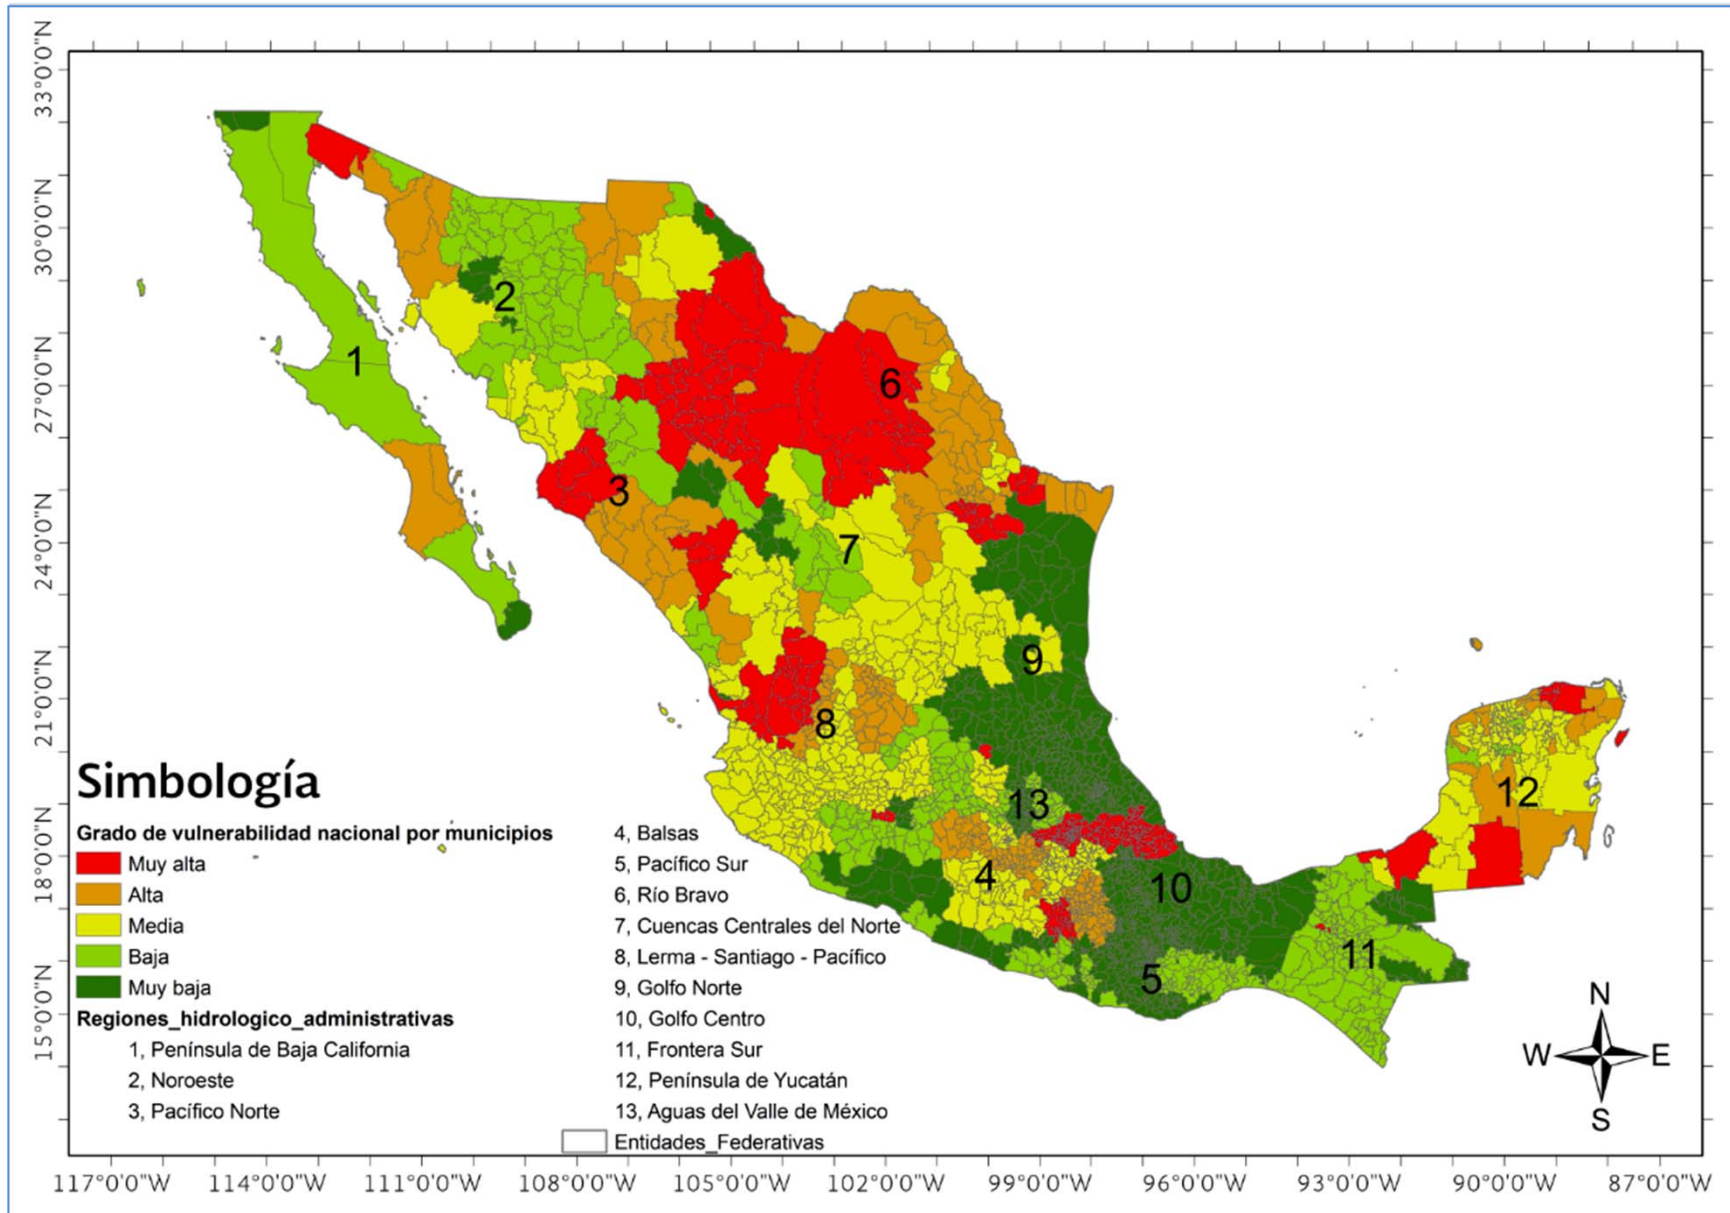 33°0'0"N
30°0'0"N
27°0'0"N
24°0'0"N
21°0'0"N
18°0'0"N
15°0'0"N
1
2
3
6
7
8
9
13
4
10
5
11
12
Simbología
Grado de vulnerabilidad nacional por municipios
Muy alta
Alta
Media
Baja
Muy baja
Regiones_hidrologico_administrativas
1, Península de Baja California
2, Noroeste
3, Pacífico Norte
4, Balsas
5, Pacífico Sur
6, Río Bravo
7, Cuencas Centrales del Norte
8, Lerma - Santiago - Pacífico
9, Golfo Norte
10, Golfo Centro
11, Frontera Sur
12, Península de Yucatán
13, Aguas del Valle de México
Entidades_Federativas
N
W E
S
117°0'0"W 114°0'0"W 111°0'0"W 108°0'0"W 105°0'0"W 102°0'0"W 99°0'0"W 96°0'0"W 93°0'0"W 90°0'0"W 87°0'0"W